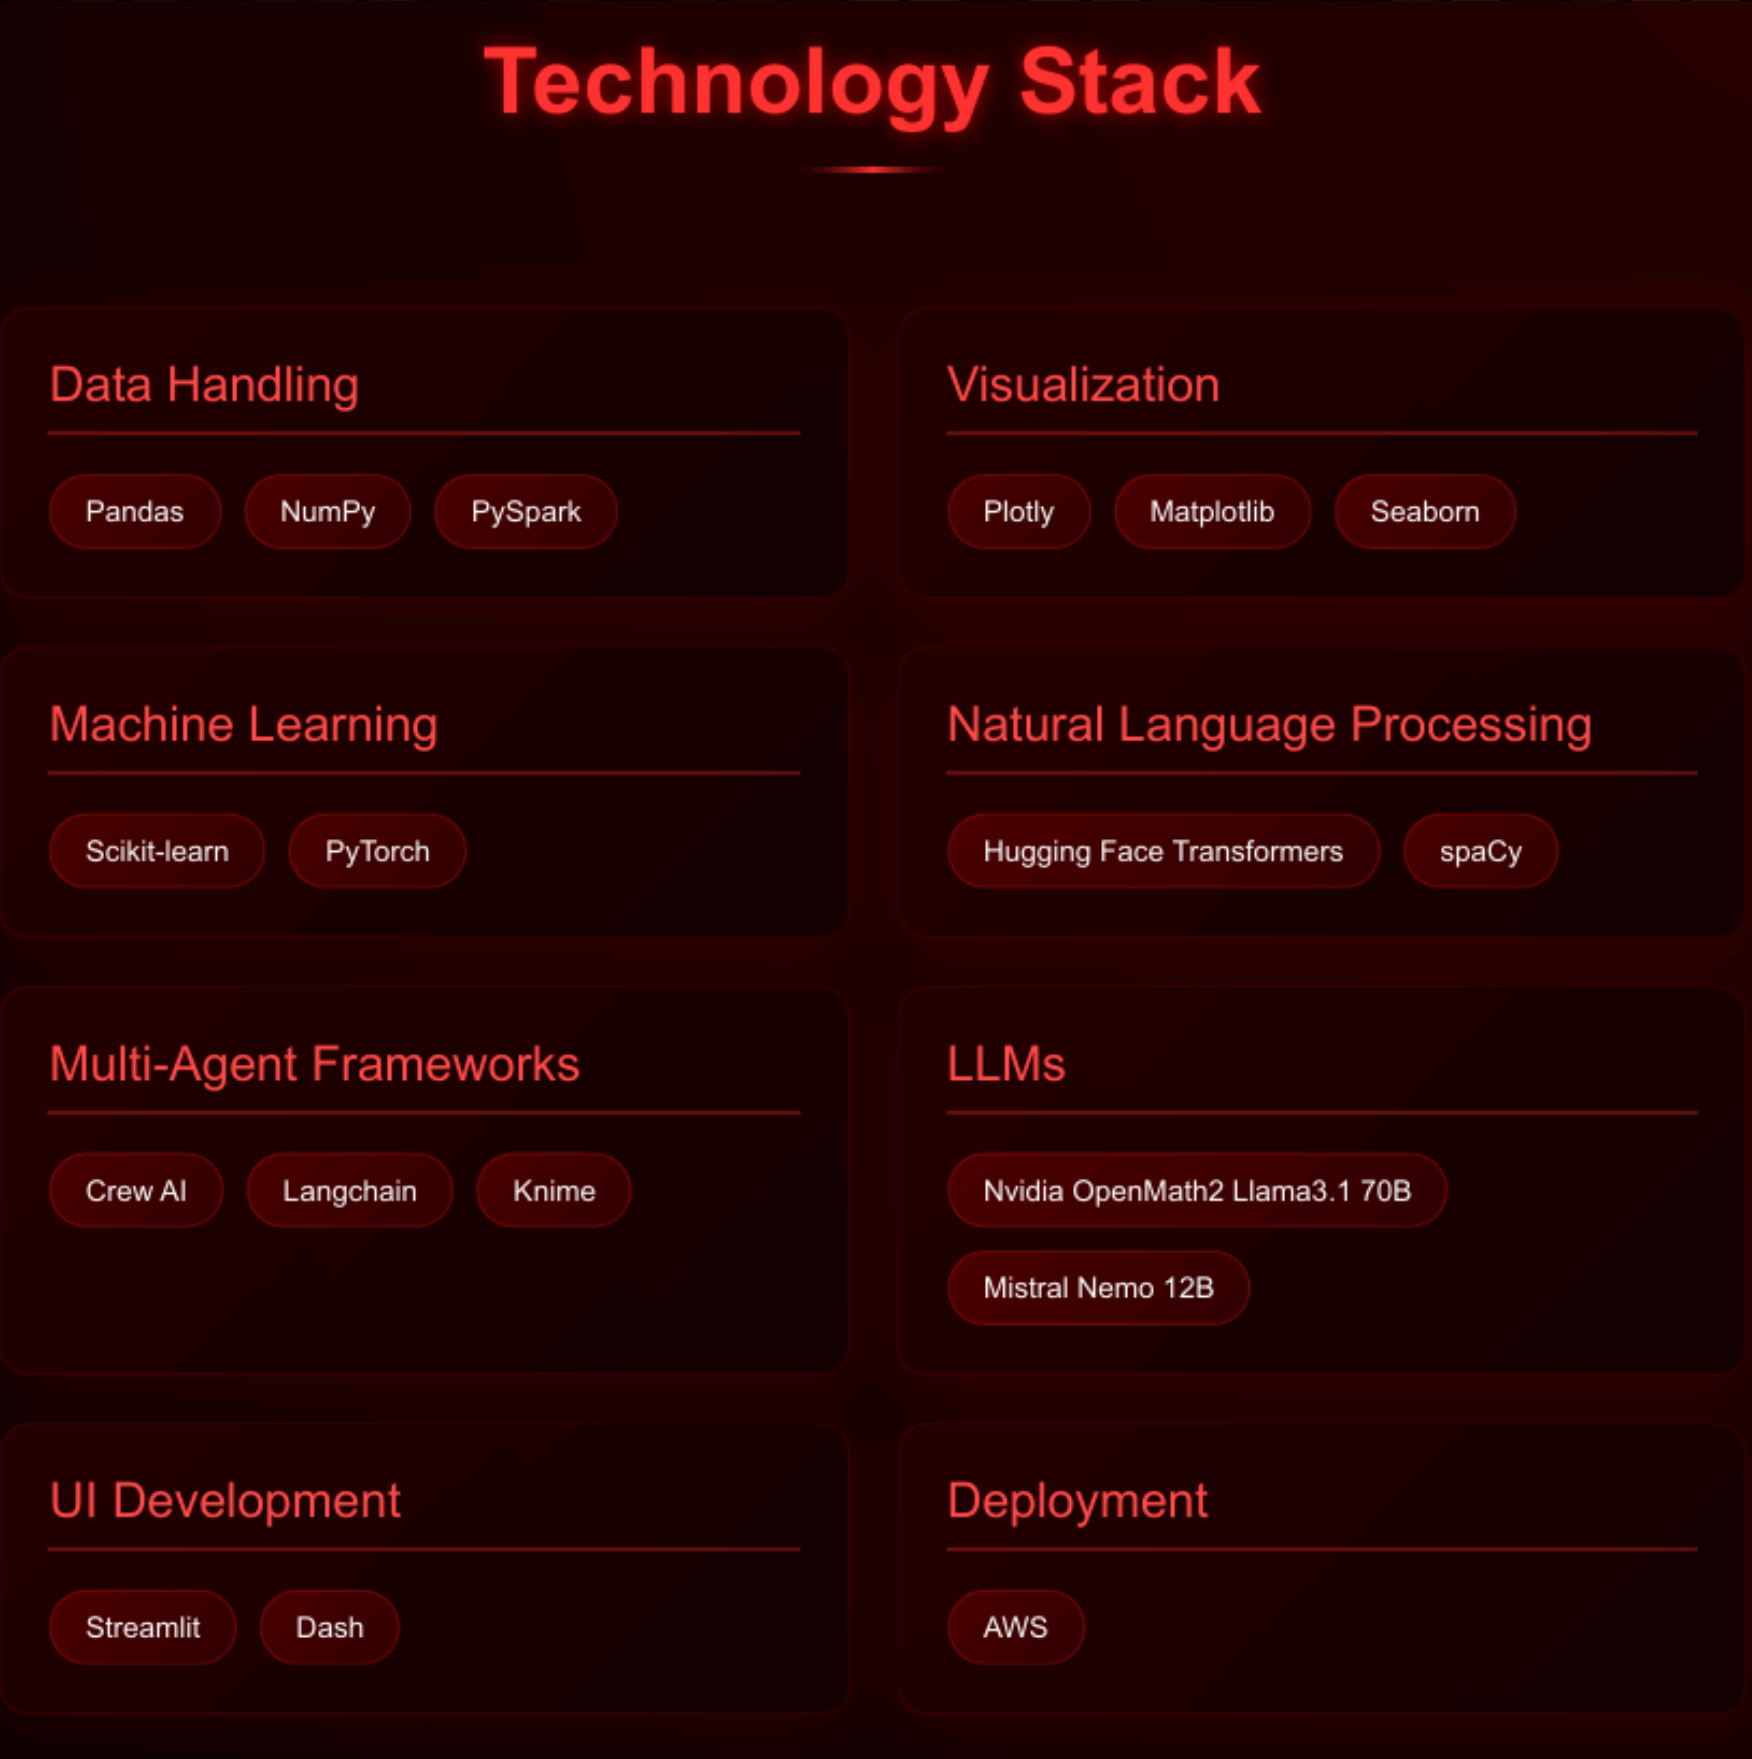 Technology Stack
Data Handling
Pandas NumPy PySpark
Visualization
Plotly Matplotlib Seaborn
Machine Learning
Scikit-learn PyTorch
Natural Language Processing
Hugging Face Transformers spaCy
Multi-Agent Frameworks
Crew AI Langchain Knime
LLMs
Nvidia OpenMath2 Llama3.1 70B
Mistral Nemo 12B
UI Development
Streamlit Dash
Deployment
AWS